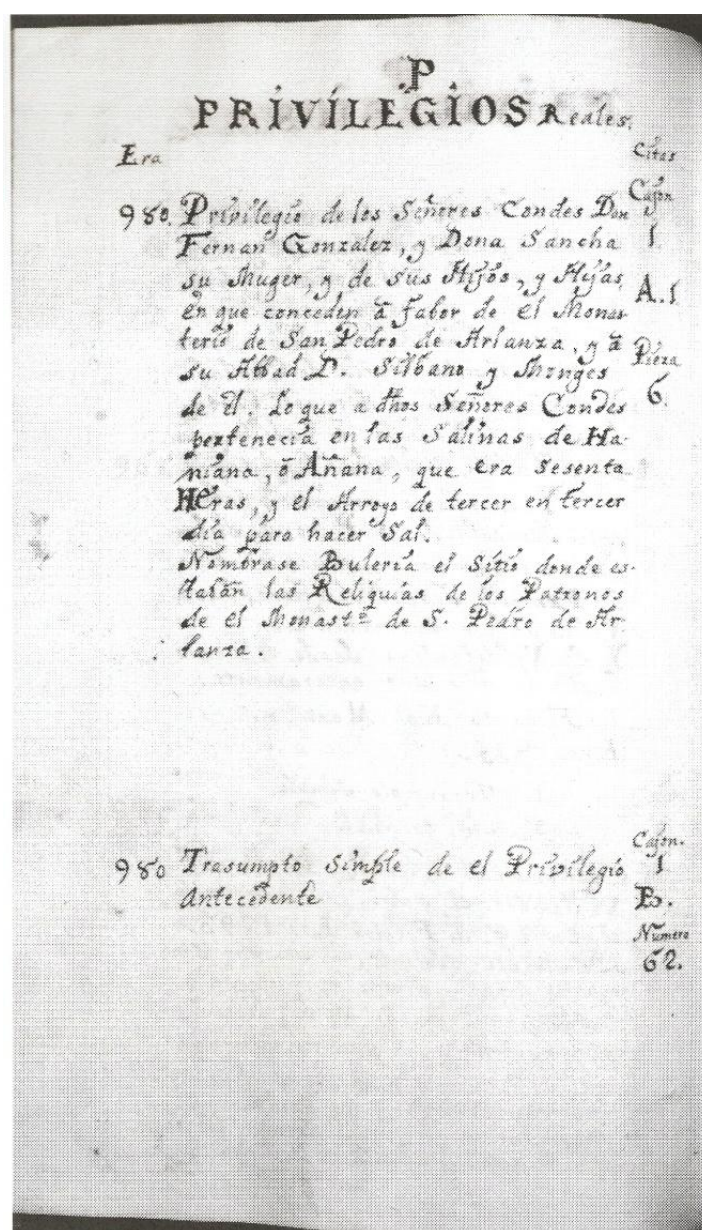 .P.
PRIVILEGIOS Reales.
Era
Citas
980. Privilegio de los Señores Condes Don
Fernan Gonzalez, y Dona Sancha
su Muger, y de sus Hijos, y Hijas,
en que conceden à fabor de el Monas
terio de San Pedro de Arlanza, y à
su Abbad D. Silbano y Monges
de èl. Lo que a dhos Señores Condes
pertenecia en las Salinas de Ha-
niana, ò Añana, que era sesenta
Heras, y el Arroyo de tercer en tercer
dia para hacer Sal.
Nombrase Buleria el Sitio donde es-
taban las Reliquias de los Patronos
de el Monastº de S. Pedro de Ar-
lanza.
Cajon
1.
A.1
Pieza
6.
980 Trasumpto Simple de el Privilegio
Antecedente
Cajon.
1
B.
Numero
62.